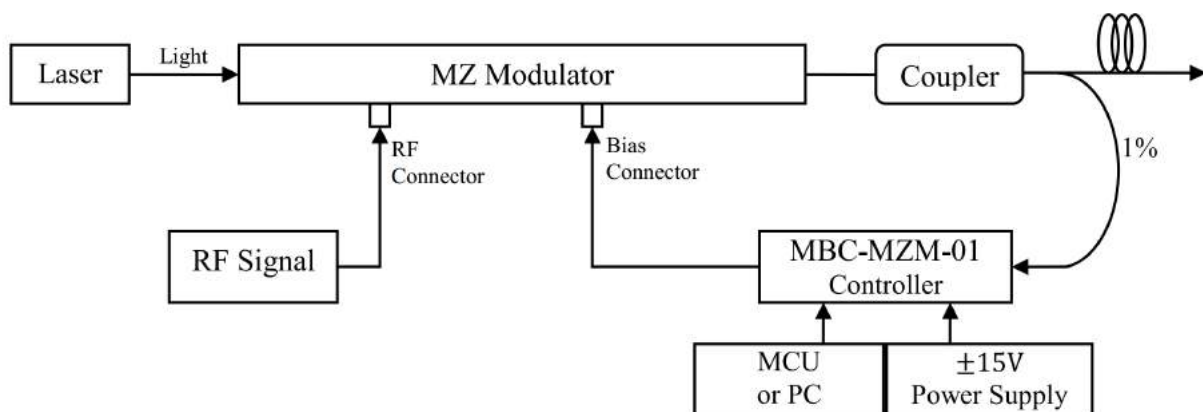 Laser
Light
MZ Modulator
Coupler
RF
Connector
Bias
Connector
1%
RF Signal
MBC-MZM-01
Controller
MCU
or PC
±15V
Power Supply